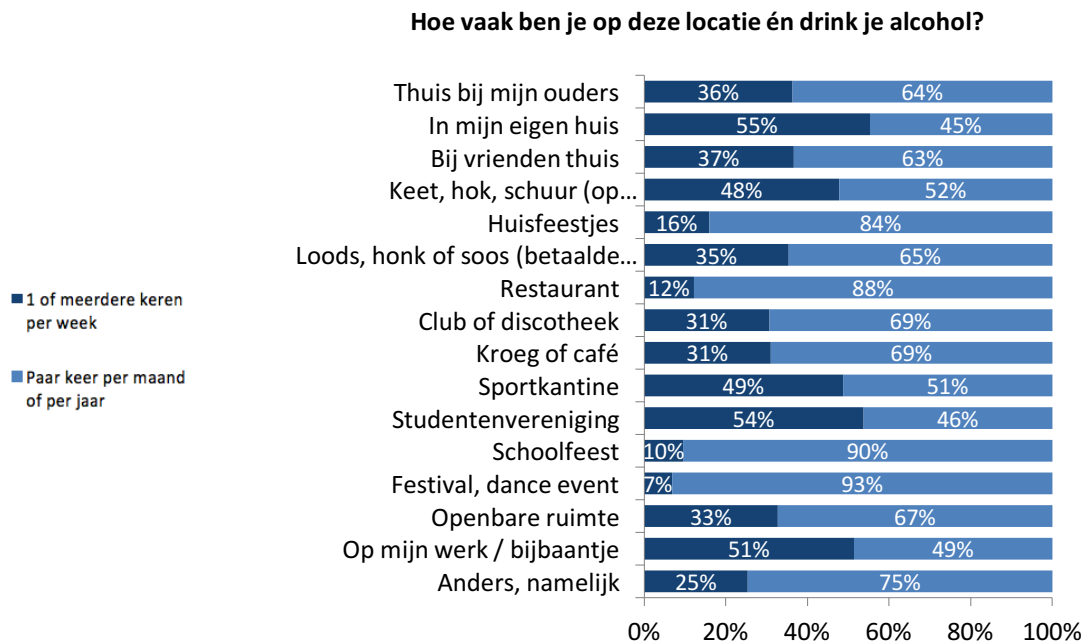 Hoe vaak ben je op deze locatie én drink je alcohol?
Thuis bij mijn ouders 36% 64%
In mijn eigen huis 55% 45%
Bij vrienden thuis 37% 63%
Keet, hok, schuur (op... 48% 52%
Huisfeestjes 16% 84%
Loods, honk of soos (betaalde... 35% 65%
Restaurant 12% 88%
Club of discotheek 31% 69%
Kroeg of café 31% 69%
Sportkantine 49% 51%
Studentenvereniging 54% 46%
Schoolfeest 10% 90%
Festival, dance event 7% 93%
Openbare ruimte 33% 67%
Op mijn werk / bijbaantje 51% 49%
Anders, namelijk 25% 75%
0% 20% 40% 60% 80% 100%
1 of meerdere keren
per week
Paar keer per maand
of per jaar